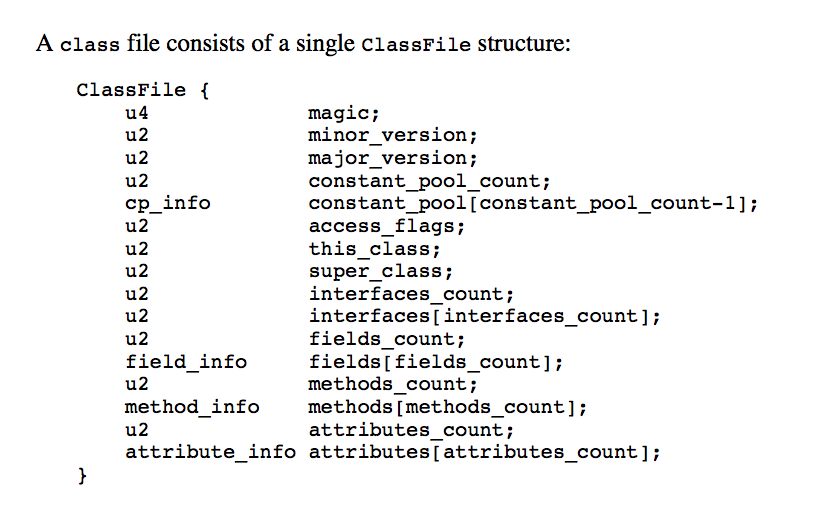 A class file consists of a single ClassFile structure:
ClassFile {
u4 magic;
u2 minor_version;
u2 major_version;
u2 constant_pool_count;
cp_info constant_pool[constant_pool_count-1];
u2 access_flags;
u2 this_class;
u2 super_class;
u2 interfaces_count;
u2 interfaces[interfaces_count];
u2 fields_count;
field_info fields[fields_count];
u2 methods_count;
method_info methods[methods_count];
u2 attributes_count;
attribute_info attributes[attributes_count];
}